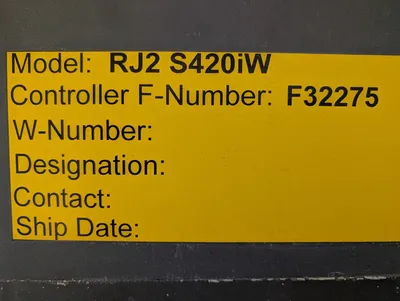 Model: RJ2 S420iW
Controller F-Number: F32275
W-Number:
Designation:
Contact:
Ship Date: